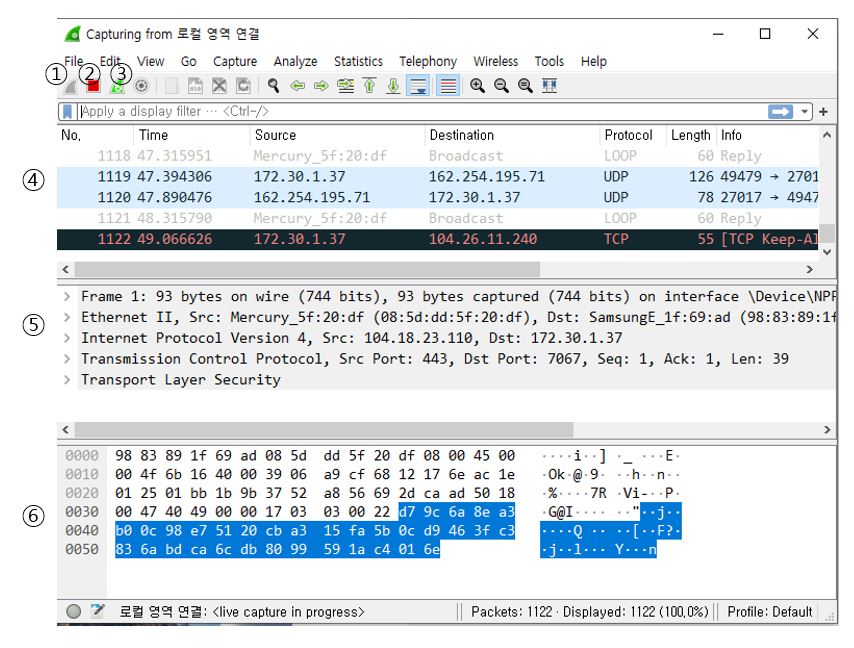 Capturing from 로컬 영역 연결
File Edit View Go Capture Analyze Statistics Telephony Wireless Tools Help
① ② ③
Apply a display filter ··· <Ctrl-/>
No. Time Source Destination Protocol Length Info
1118 47.315951 Mercury_5f:20:df Broadcast LOOP 60 Reply
④ 1119 47.394306 172.30.1.37 162.254.195.71 UDP 126 49479 → 2701
1120 47.890476 162.254.195.71 172.30.1.37 UDP 78 27017 → 4947
1121 48.315790 Mercury_5f:20:df Broadcast LOOP 60 Reply
1122 49.066626 172.30.1.37 104.26.11.240 TCP 55 [TCP Keep-Al
Frame 1: 93 bytes on wire (744 bits), 93 bytes captured (744 bits) on interface \Device\NPF
⑤ Ethernet II, Src: Mercury_5f:20:df (08:5d:dd:5f:20:df), Dst: SamsungE_1f:69:ad (98:83:89:1f
Internet Protocol Version 4, Src: 104.18.23.110, Dst: 172.30.1.37
Transmission Control Protocol, Src Port: 443, Dst Port: 7067, Seq: 1, Ack: 1, Len: 39
Transport Layer Security
0000 98 83 89 1f 69 ad 08 5d dd 5f 20 df 08 00 45 00 ····i··] ·_ ···E·
0010 00 4f 6b 16 40 00 39 06 a9 cf 68 12 17 6e ac 1e ·Ok·@·9· ··h··n··
0020 01 25 01 bb 1b 9b 37 52 a8 56 69 2d ca ad 50 18 ·%····7R ·Vi-··P·
⑥ 0030 00 47 40 49 00 00 17 03 03 00 22 d7 9c 6a 8e a3 ·G@I···· ··"··j··
0040 b0 0c 98 e7 51 20 cb a3 15 fa 5b 0c d9 46 3f c3 ····Q ·· ··[··F?·
0050 83 6a bd ca 6c db 80 99 59 1a c4 01 6e ·j··l··· Y···n
로컬 영역 연결: <live capture in progress> Packets: 1122 · Displayed: 1122 (100.0%) Profile: Default